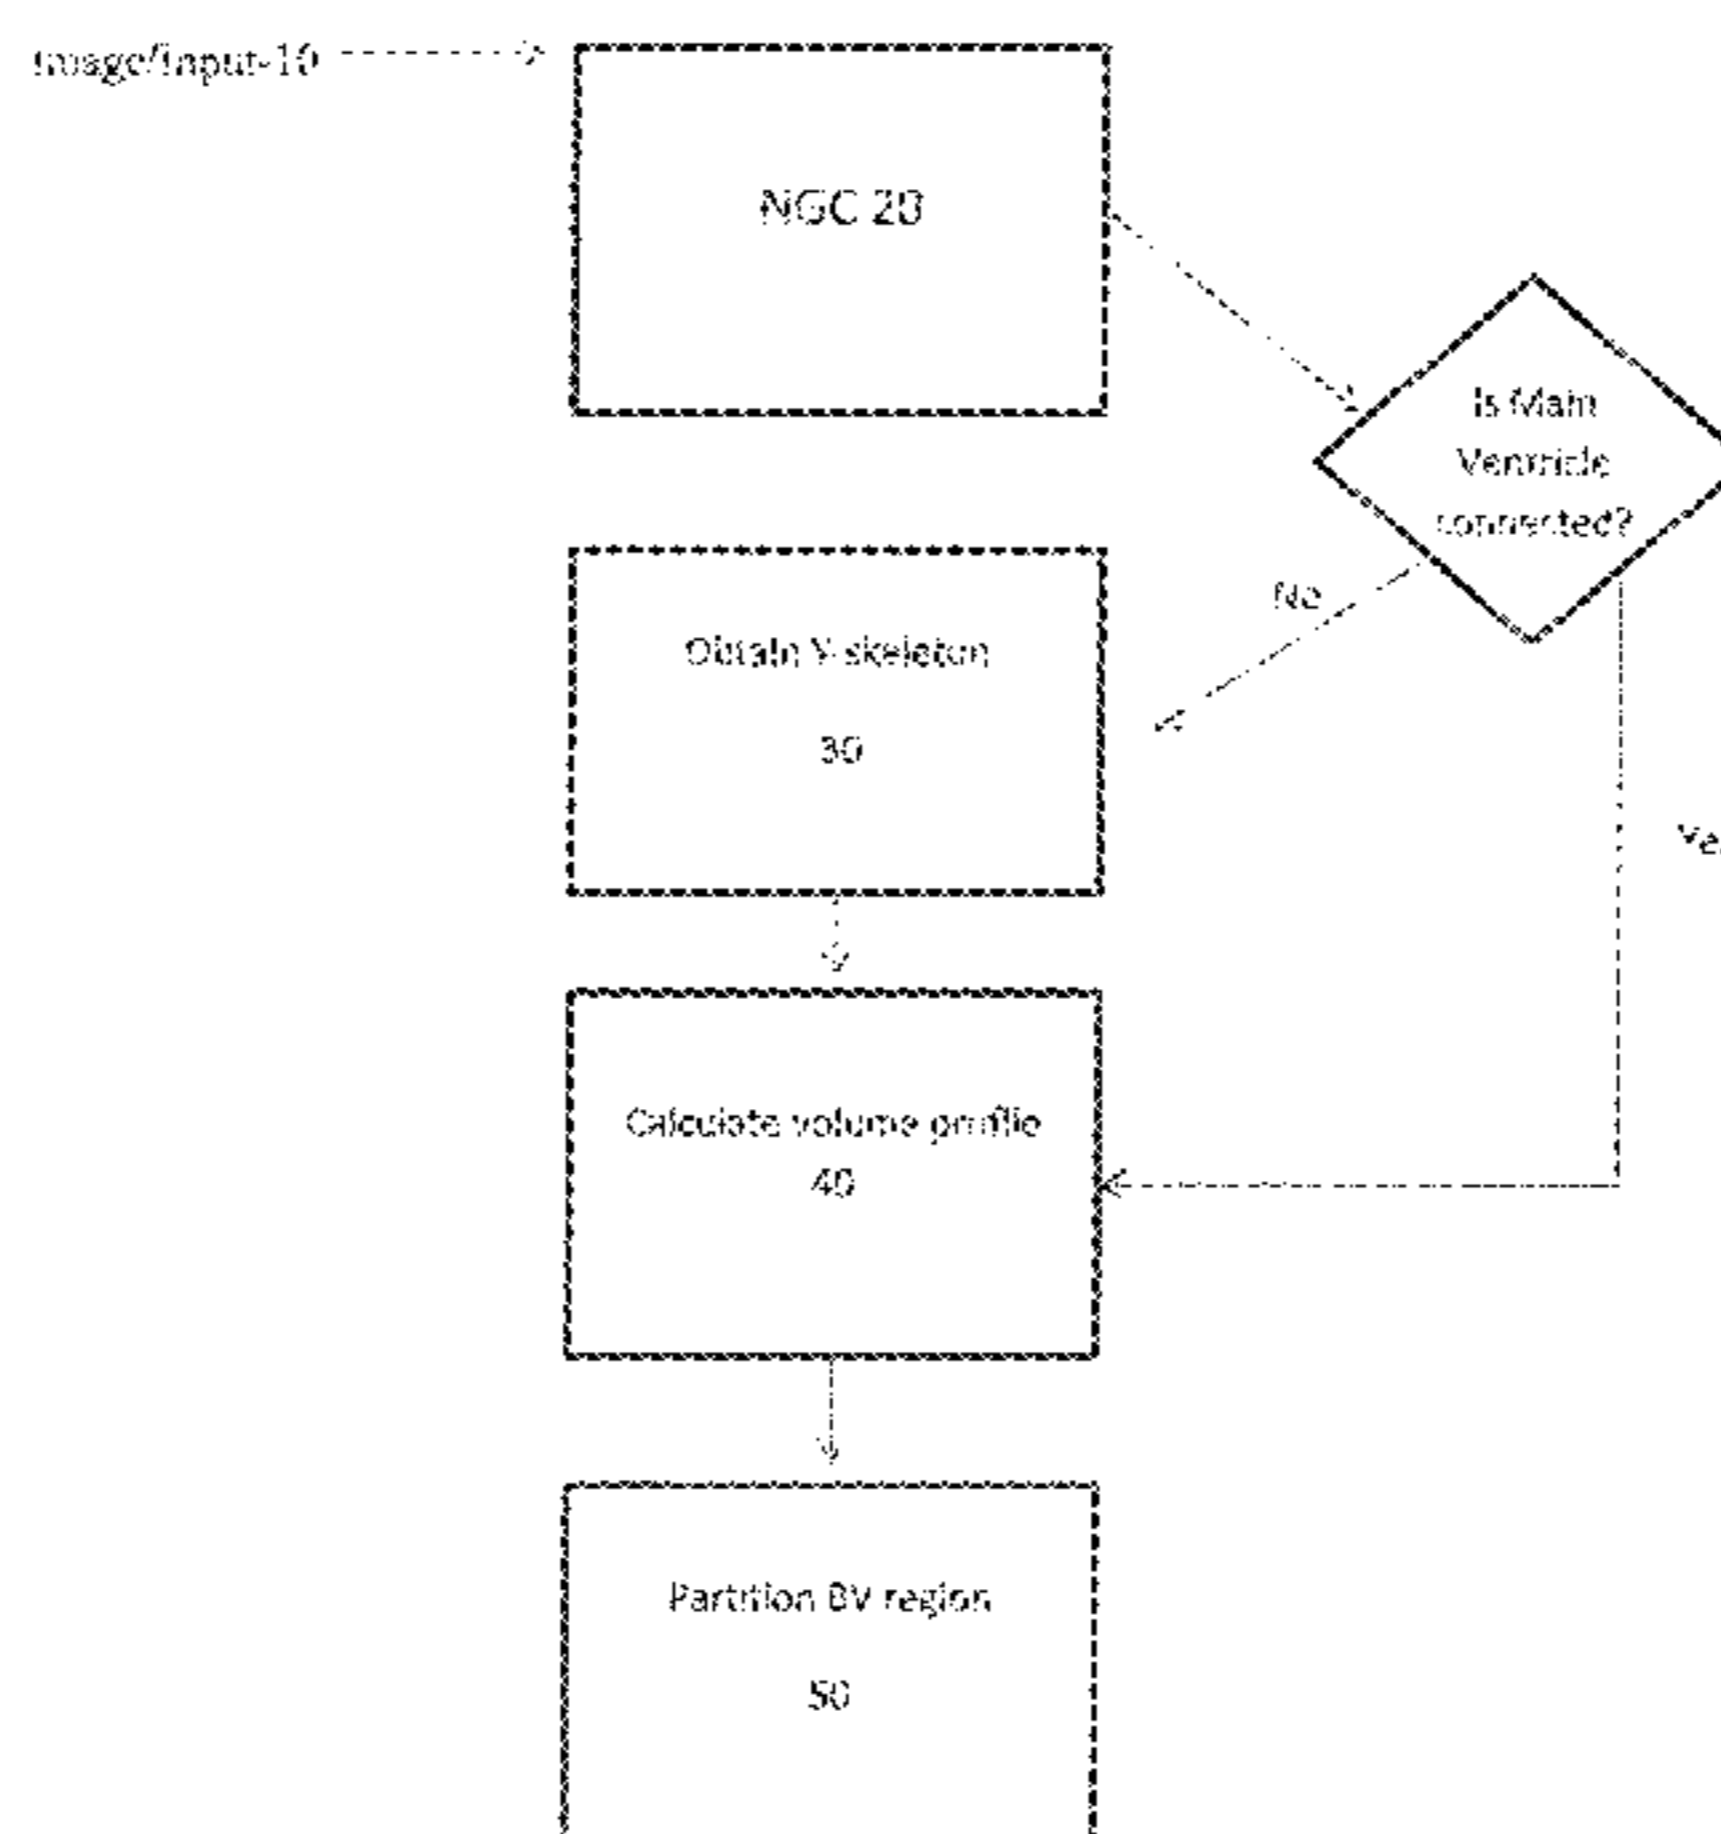 Image/Input-10
NGC 20
Is Main
Ventricle
connected?
No
Obtain Y-skeleton
30
Calculate volume profile
40
Partition BV region
50